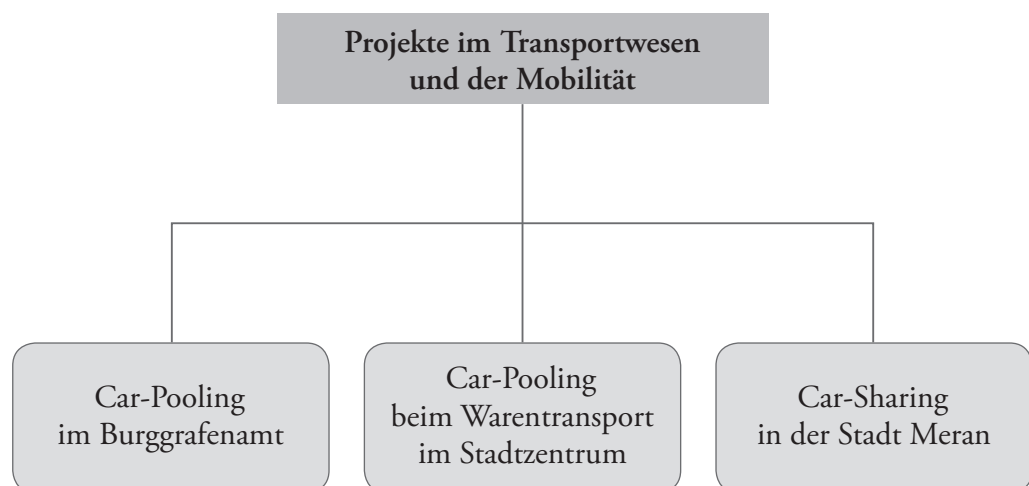 Projekte im Transportwesen
und der Mobilität
Car-Pooling
im Burggrafenamt
Car-Pooling
beim Warentransport
im Stadtzentrum
Car-Sharing
in der Stadt Meran